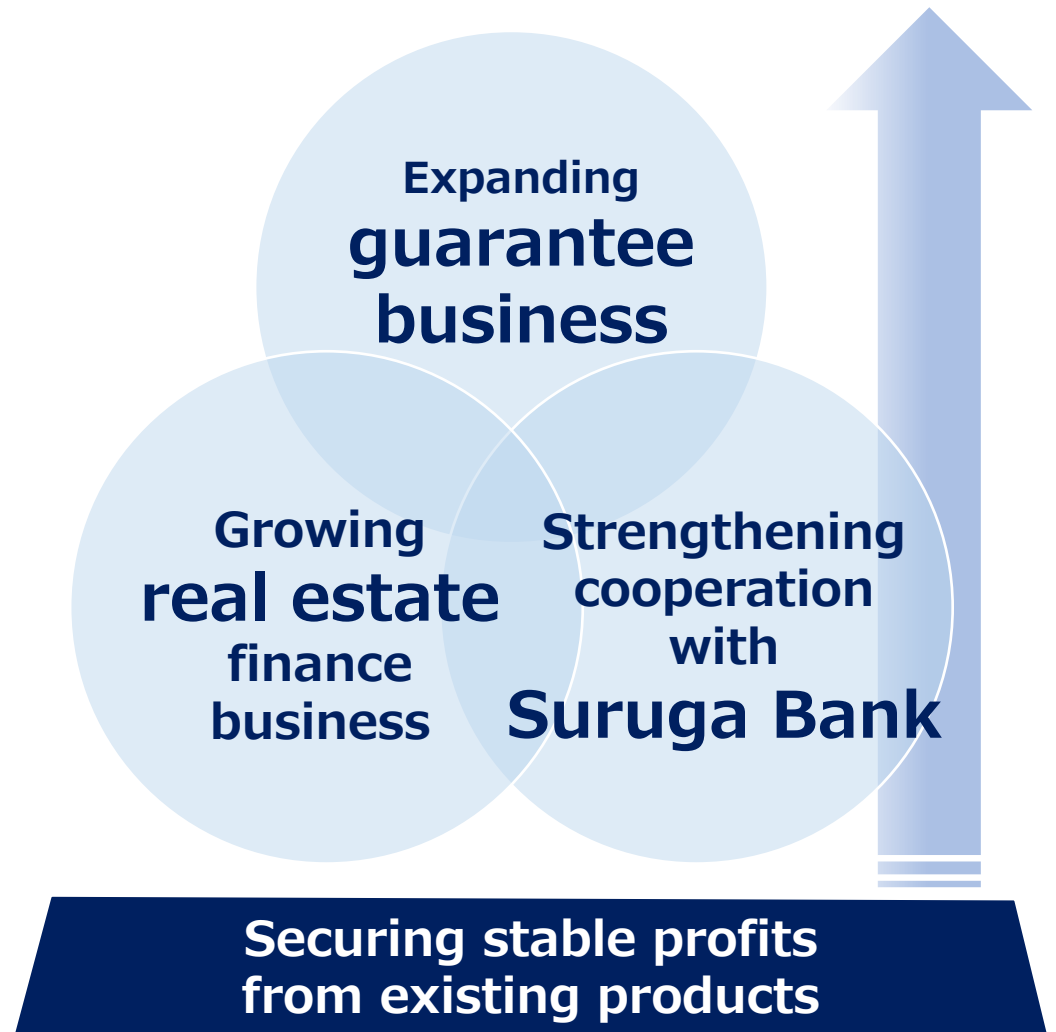 Expanding
guarantee
business
Growing
real estate
finance
business
Strengthening
cooperation
with
Suruga Bank
Securing stable profits
from existing products